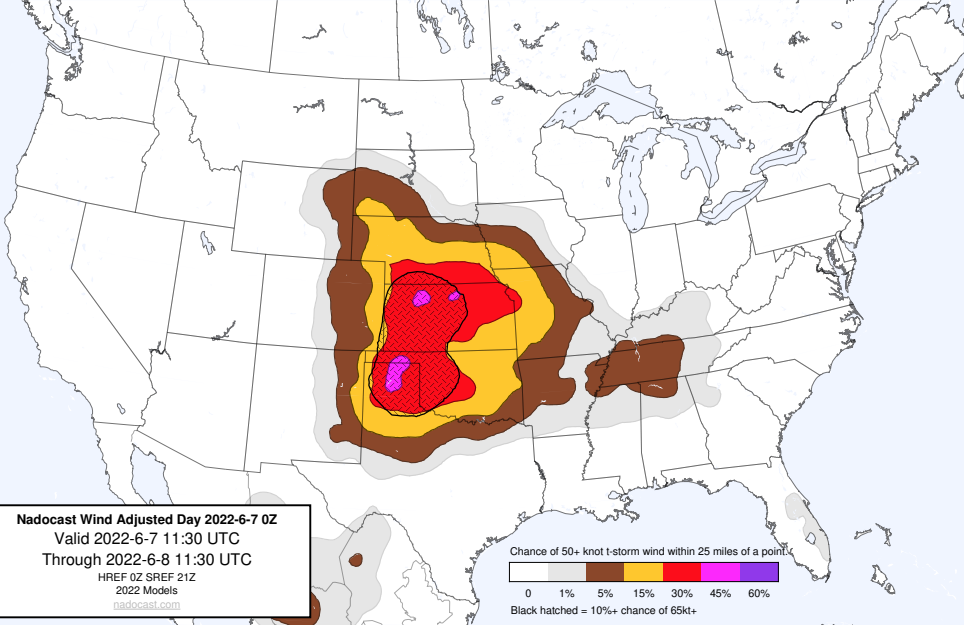 Nadocast Wind Adjusted Day 2022-6-7 0Z
Valid 2022-6-7 11:30 UTC
Through 2022-6-8 11:30 UTC
HREF 0Z SREF 21Z
2022 Models
nadocast.com
Chance of 50+ knot t-storm wind within 25 miles of a point.
0 1% 5% 15% 30% 45% 60%
Black hatched = 10%+ chance of 65kt+